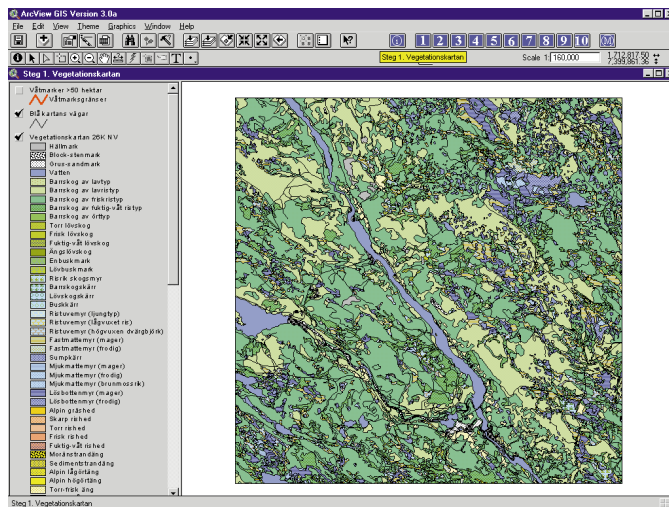 ArcView GIS Version 3.0a
File Edit View Theme Graphics Window Help
1 2 3 4 5 6 7 8 9 10
Steg 1. Vegetationskartan
Scale 1: 160,000
1,712,817.50
7,399,861.36
Steg 1. Vegetationskartan
Våtmarker >50 hektar
Våtmarksgränser
Blåkartans vägar
Vegetationskartan 26K NV
Hällmark
Block-stenmark
Grus-sandmark
Vatten
Barrskog av lavtyp
Barrskog av lavristyp
Barrskog av friskristyp
Barrskog av fuktig-våt ristyp
Barrskog av örttyp
Torr lövskog
Frisk lövskog
Fuktig-våt lövskog
Ängslövskog
Enbuskmark
Lövbuskmark
Risrik skogsmyr
Barrskogskärr
Lövskogskärr
Buskkärr
Ristuvemyr (ljungtyp)
Ristuvemyr (lågvuxet ris)
Ristuvemyr (högvuxen dvärgbjörk)
Fastmattemyr (mager)
Fastmattemyr (frodig)
Sumpkärr
Mjukmattemyr (mager)
Mjukmattemyr (frodig)
Mjukmattemyr (brunmossrik)
Lösbottenmyr (mager)
Lösbottenmyr (frodig)
Alpin gräshed
Skarp rished
Torr rished
Frisk rished
Fuktig-våt rished
Moränstrandäng
Sedimentstrandäng
Alpin lågörtäng
Alpin högörtäng
Torr-frisk äng
Steg 1. Vegetationskartan